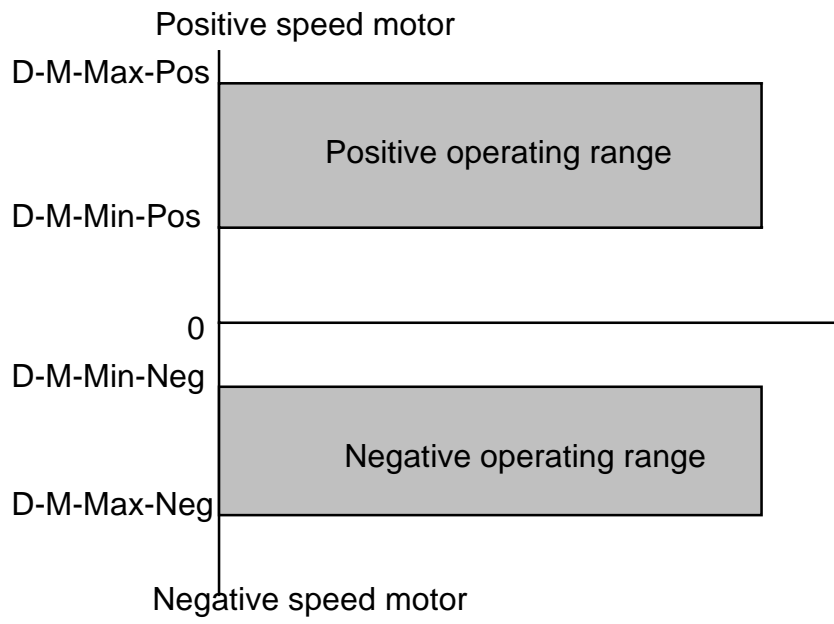 Positive speed motor
D-M-Max-Pos
Positive operating range
D-M-Min-Pos
0
D-M-Min-Neg
Negative operating range
D-M-Max-Neg
Negative speed motor